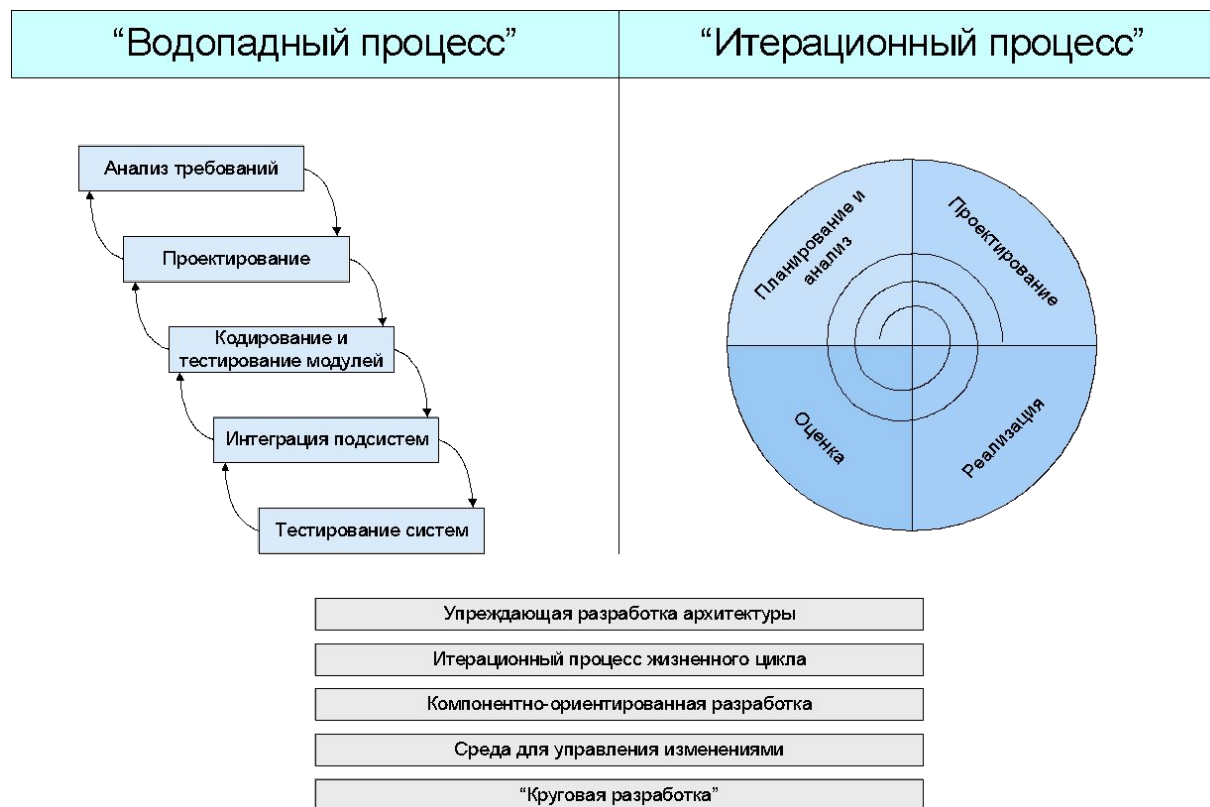 “Водопадный процесс”
“Итерационный процесс”
Анализ требований
Проектирование
Кодирование и
тестирование модулей
Интеграция подсистем
Тестирование систем
Планирование и
анализ
Проектирование
Оценка
Реализация
Упреждающая разработка архитектуры
Итерационный процесс жизненного цикла
Компонентно-ориентированная разработка
Среда для управления изменениями
“Круговая разработка”